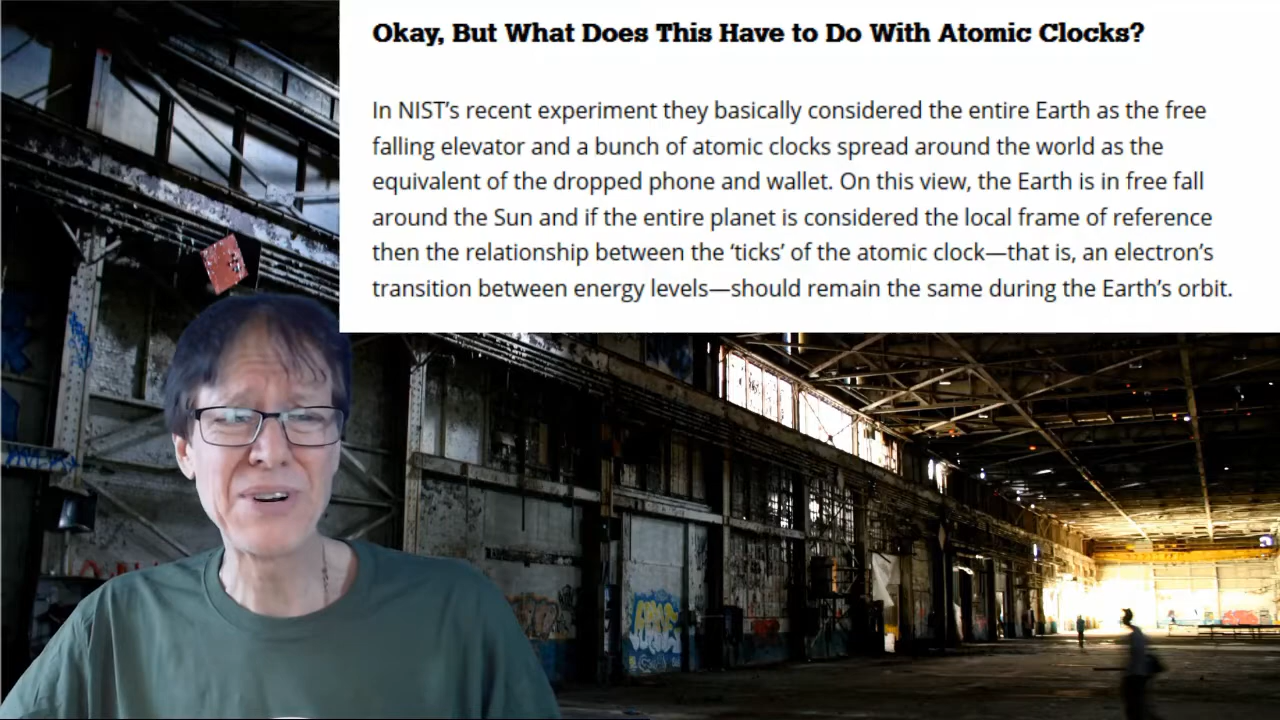 Okay, But What Does This Have to Do With Atomic Clocks?
In NIST’s recent experiment they basically considered the entire Earth as the free
falling elevator and a bunch of atomic clocks spread around the world as the
equivalent of the dropped phone and wallet. On this view, the Earth is in free fall
around the Sun and if the entire planet is considered the local frame of reference
then the relationship between the ‘ticks’ of the atomic clock—that is, an electron’s
transition between energy levels—should remain the same during the Earth’s orbit.